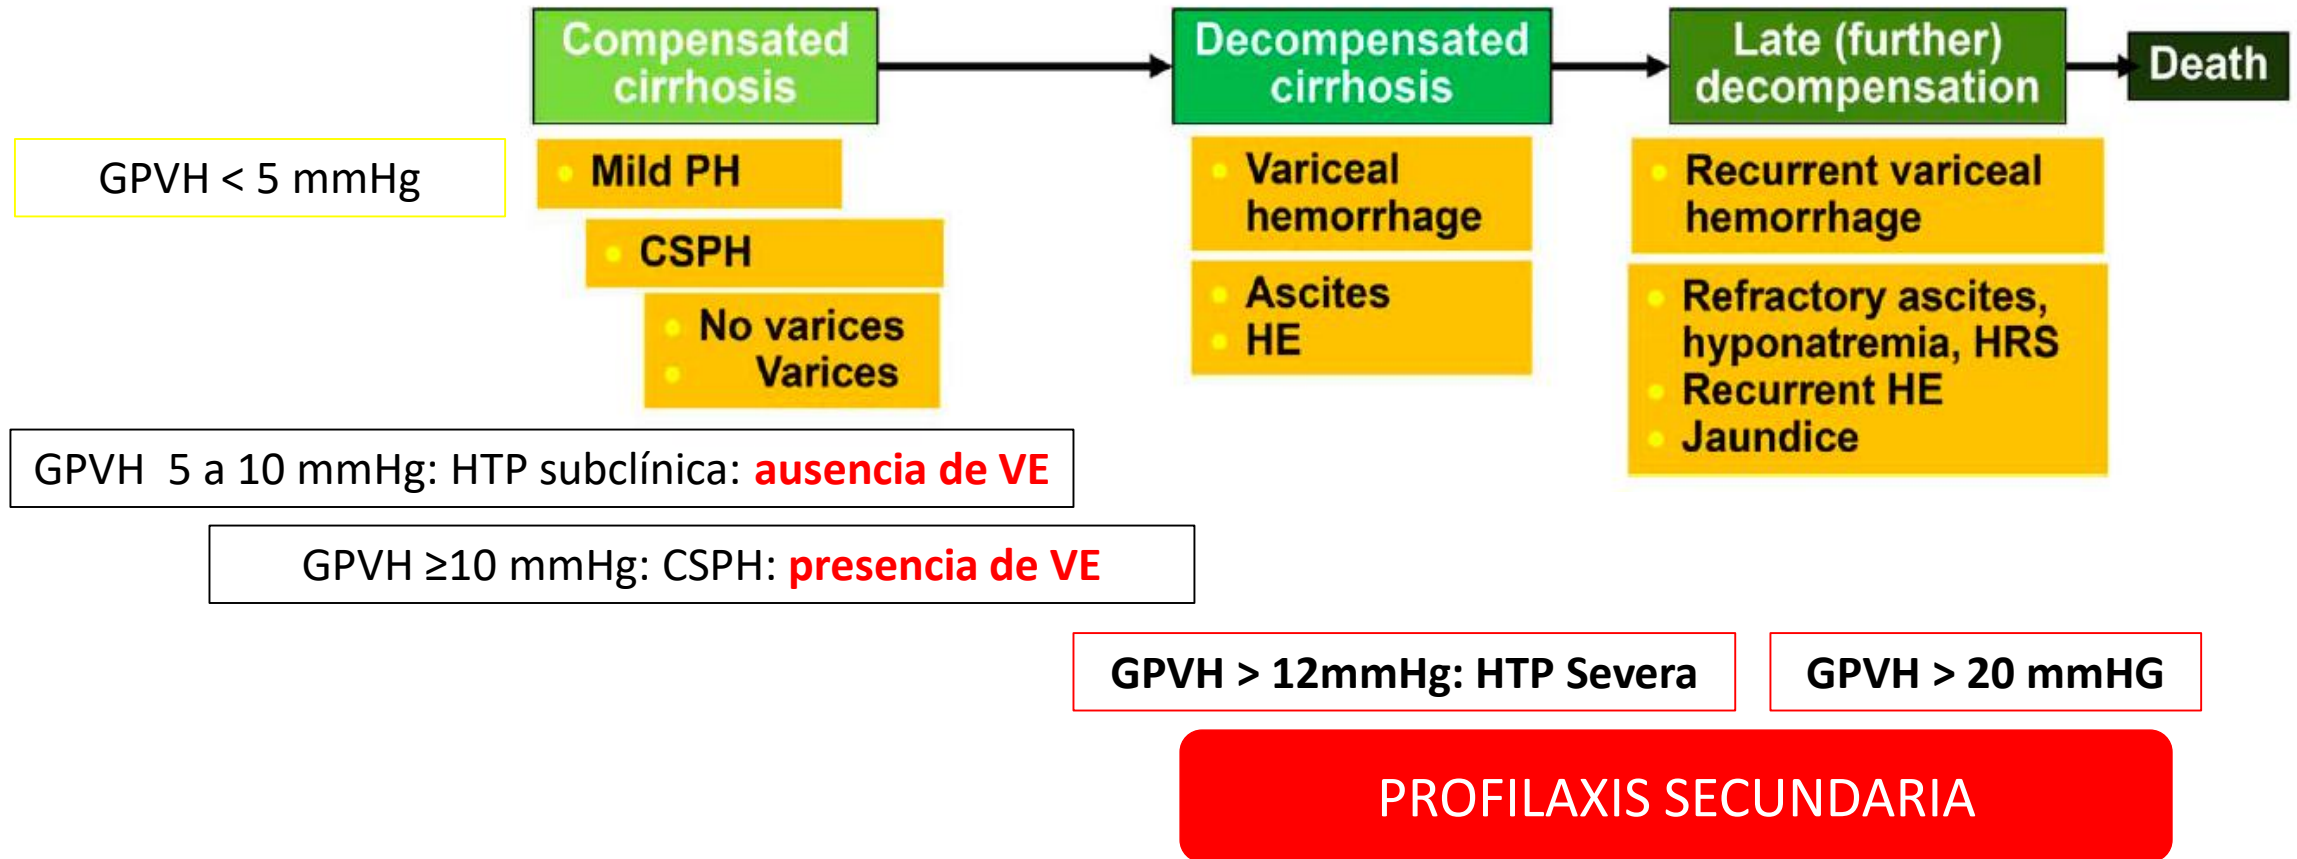 Compensated
cirrhosis
Decompensated
cirrhosis
Late (further)
decompensation
Death
GPVH < 5 mmHg
Mild PH
CSPH
No varices
Varices
Variceal
hemorrhage
Ascites
HE
Recurrent variceal
hemorrhage
Refractory ascites,
hyponatremia, HRS
Recurrent HE
Jaundice
GPVH 5 a 10 mmHg: HTP subclínica: ausencia de VE
GPVH ≥10 mmHg: CSPH: presencia de VE
GPVH > 12mmHg: HTP Severa
GPVH > 20 mmHG
PROFILAXIS SECUNDARIA